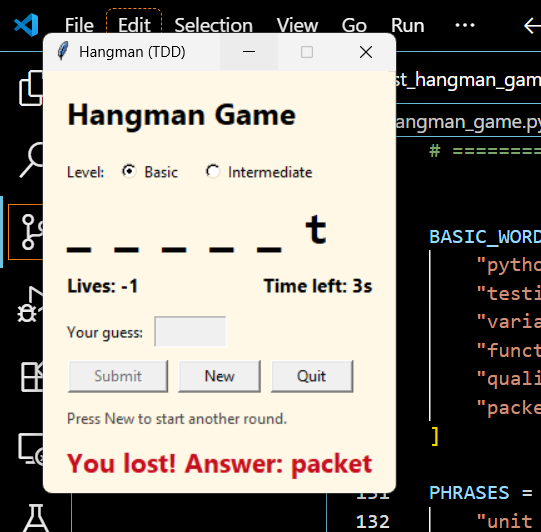 File Edit Selection View Go Run ...
Hangman (TDD)
st_hangman_gam
angman_game.py
Hangman Game
# =========
Level: Basic Intermediate
_ _ _ _ _ t
BASIC_WORD
"pytho
Lives: -1 Time left: 3s
"testi
"varia
Your guess:
"funct
Submit New Quit
"quali
"packe
Press New to start another round.
]
You lost! Answer: packet
131 PHRASES =
132 "unit